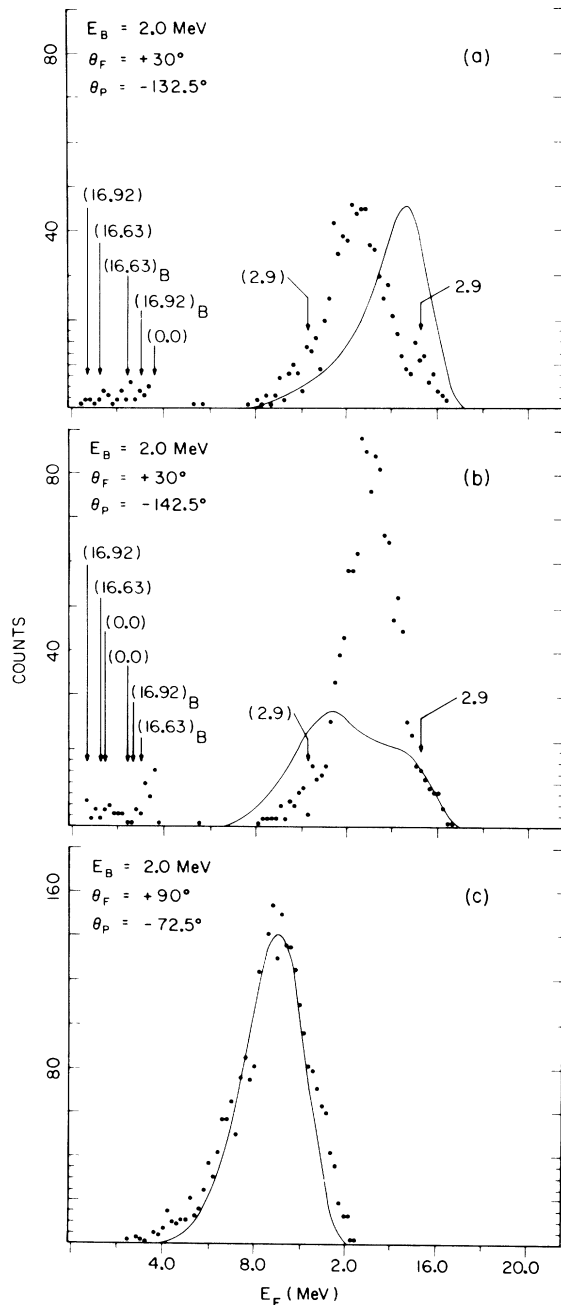 80
E_B = 2.0 MeV
θ_F = +30°
θ_P = -132.5°
(a)
(16.92)
(16.63)
(16.63)_B
(16.92)_B
(0.0)
40
(2.9)
2.9
80
E_B = 2.0 MeV
θ_F = +30°
θ_P = -142.5°
(b)
(16.92)
(16.63)
(0.0)
(0.0)
(16.92)_B
(16.63)_B
40
(2.9)
2.9
COUNTS
160
E_B = 2.0 MeV
θ_F = +90°
θ_P = -72.5°
(c)
80
4.0
8.0
2.0
16.0
20.0
E_F (MeV)